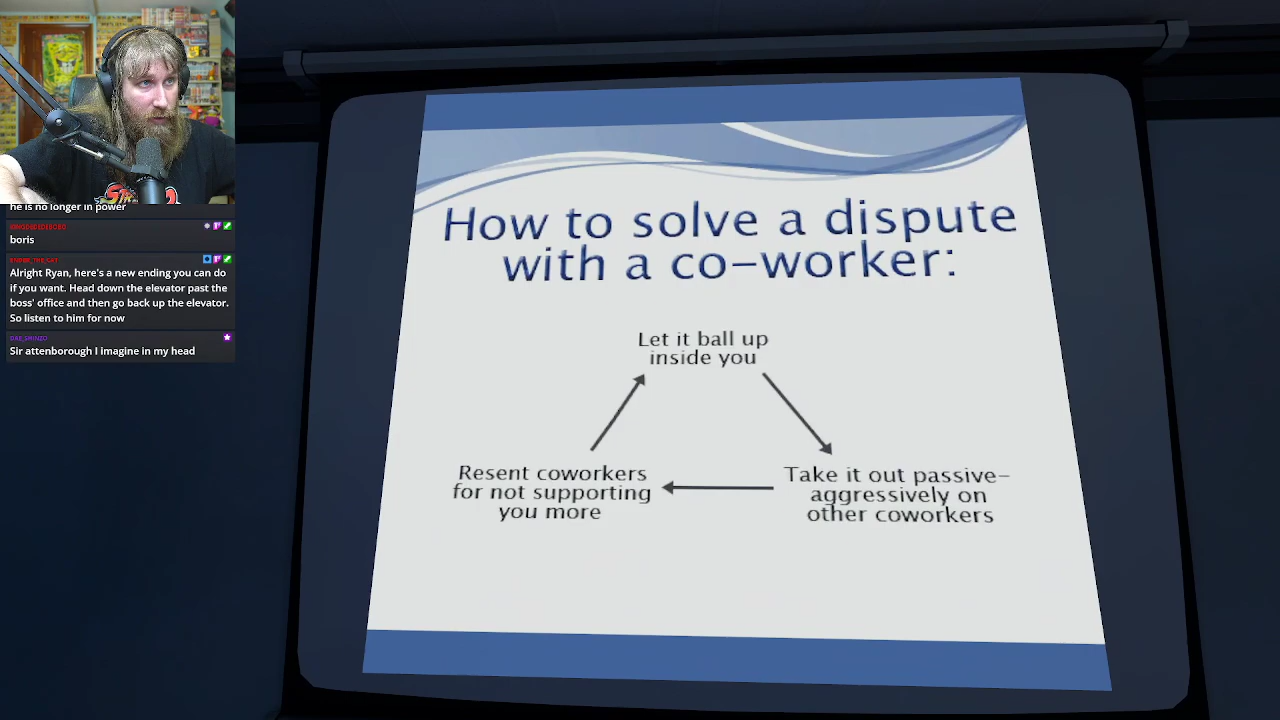 he is no longer in power
boris
Alright Ryan, here's a new ending you can do
if you want. Head down the elevator past the
boss' office and then go back up the elevator.
So listen to him for now
Sir attenborough I imagine in my head
How to solve a dispute
with a co-worker:
Let it ball up
inside you
Resent coworkers
for not supporting
you more
Take it out passive-
aggressively on
other coworkers